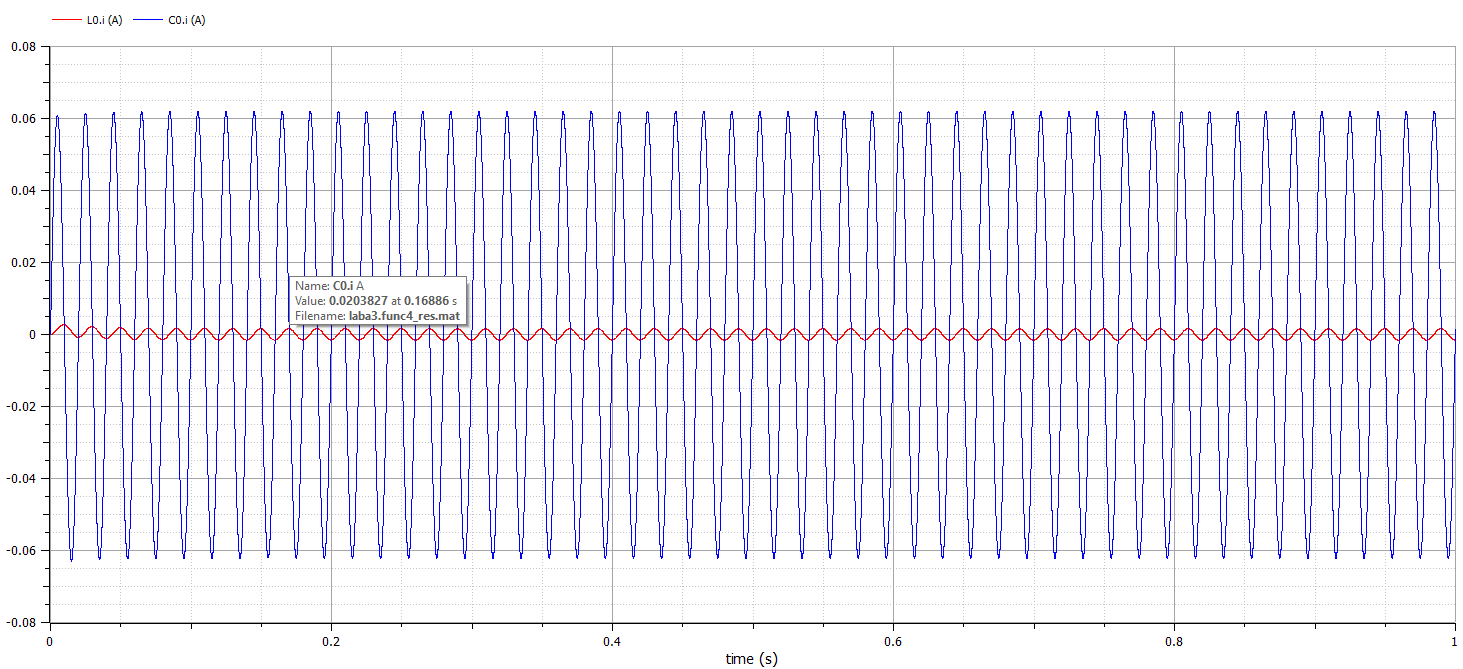 L0.i (A) C0.i (A)
0.08
0.06
0.04
0.02
Name: C0.i A
Value: 0.0203827 at 0.16886 s
Filename: laba3.func4_res.mat
0
-0.02
-0.04
-0.06
-0.08
0 0.2 0.4 0.6 0.8 1
time (s)